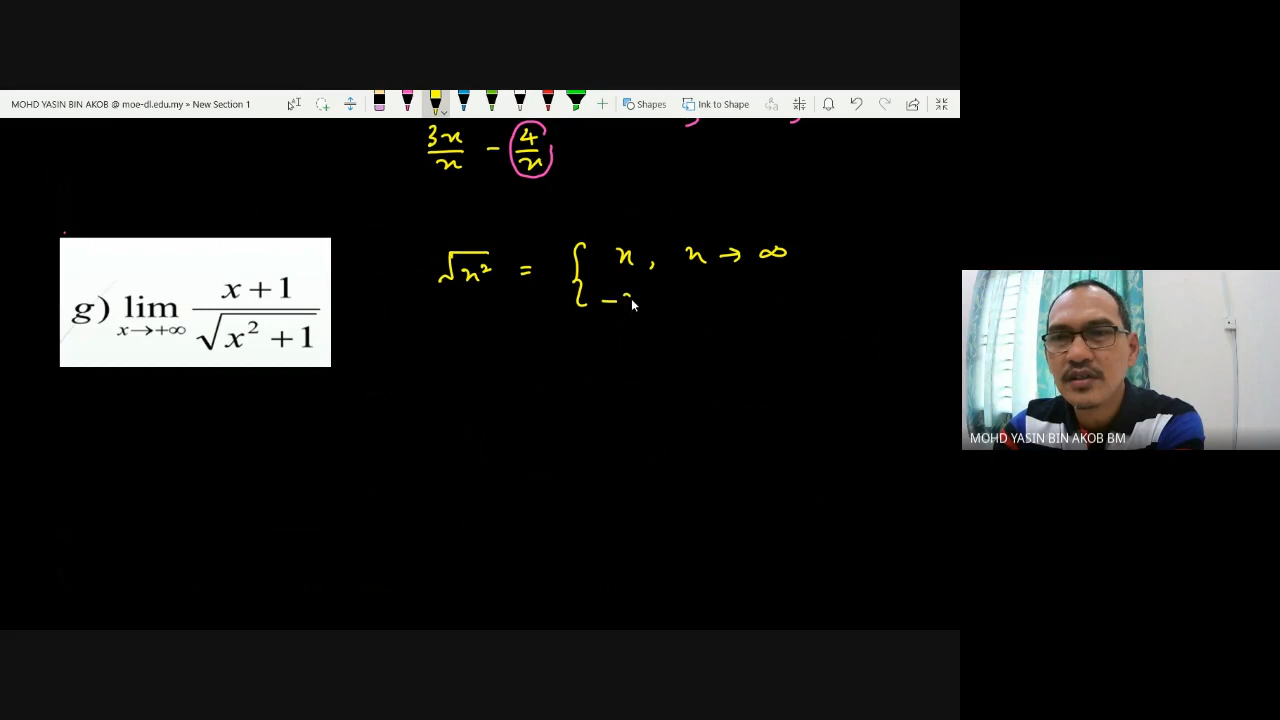 MOHD YASIN BIN AKOB @ moe-dl.edu.my » New Section 1
Shapes
Ink to Shape
3x/x - 4/x
√x² = { x, x → ∞
-
g) lim x→+∞ (x+1)/√(x² +1)
MOHD YASIN BIN AKOB BM